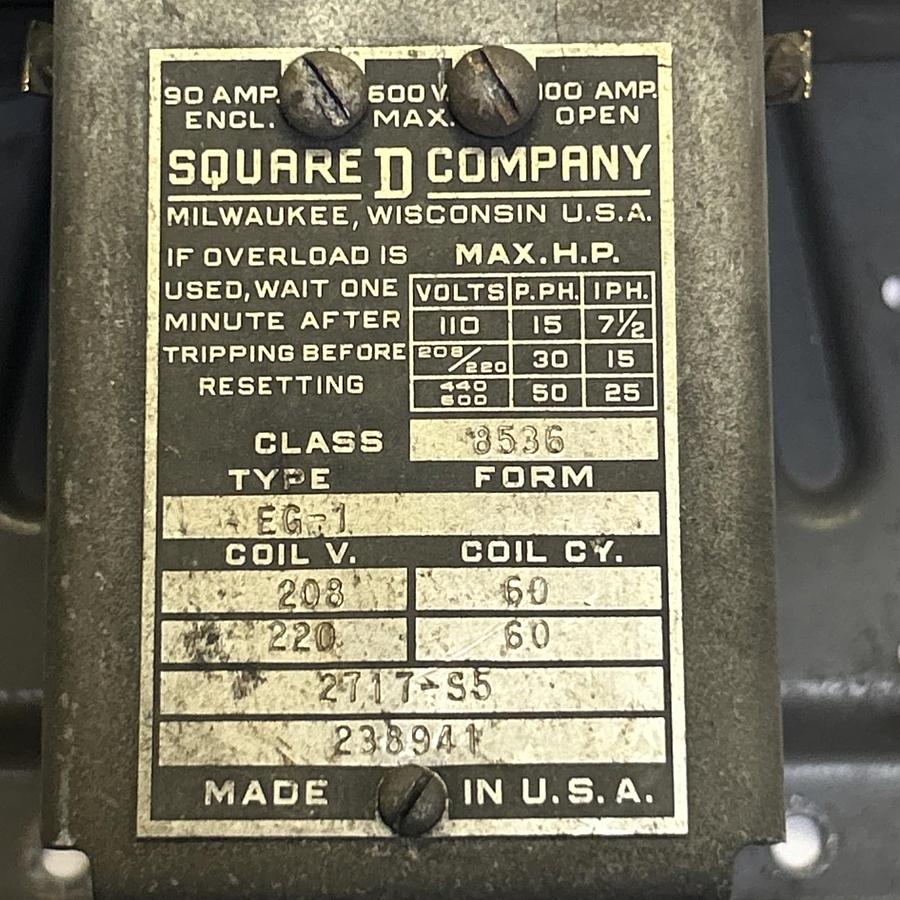 90 AMP. 600 V. 100 AMP.
ENCL. MAX. OPEN
SQUARE D COMPANY
MILWAUKEE, WISCONSIN U.S.A.
IF OVERLOAD IS
USED, WAIT ONE
MINUTE AFTER
TRIPPING BEFORE
RESETTING
MAX. H.P.
VOLTS P.PH. 1PH.
110 15 7½
208/220 30 15
440 600 50 25
CLASS 8536
TYPE FORM
EG-1
COIL V. COIL CY.
208 60
220 60
2717-S5
238941
MADE IN U.S.A.